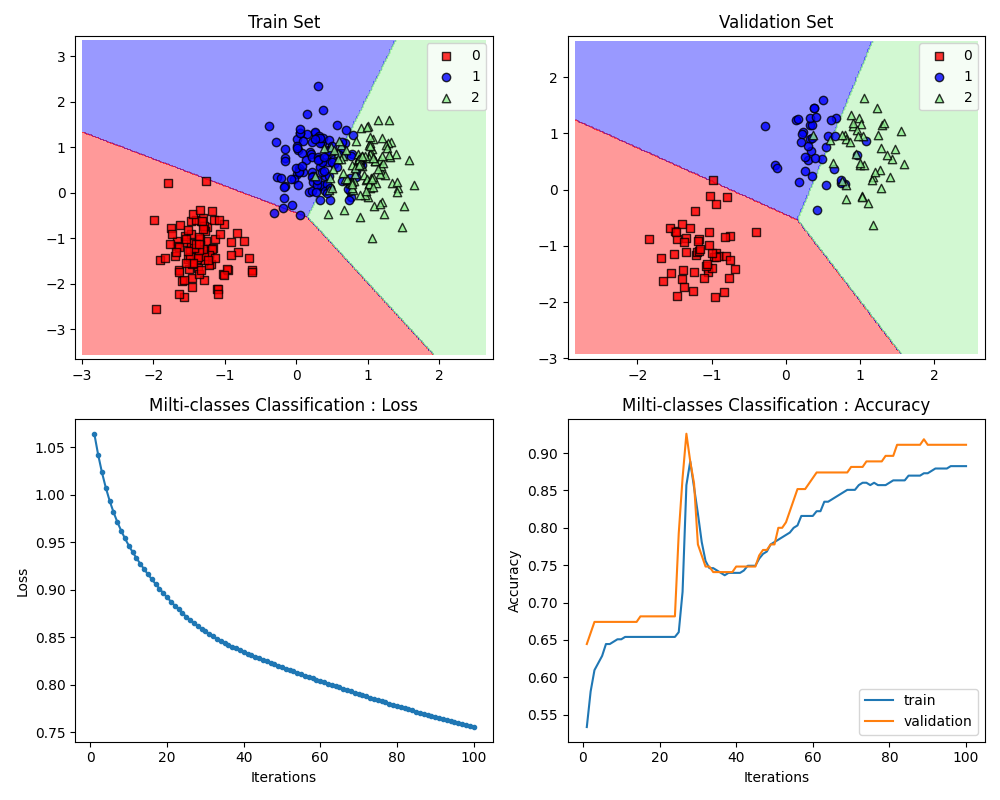 Train Set
3
2
1
0
−1
−2
−3
−3 −2 −1 0 1 2
0
1
2
Validation Set
2
1
0
−1
−2
−3
−2 −1 0 1 2
0
1
2
Milti-classes Classification : Loss
Loss
1.05
1.00
0.95
0.90
0.85
0.80
0.75
0 20 40 60 80 100
Iterations
Milti-classes Classification : Accuracy
Accuracy
0.90
0.85
0.80
0.75
0.70
0.65
0.60
0.55
train
validation
0 20 40 60 80 100
Iterations